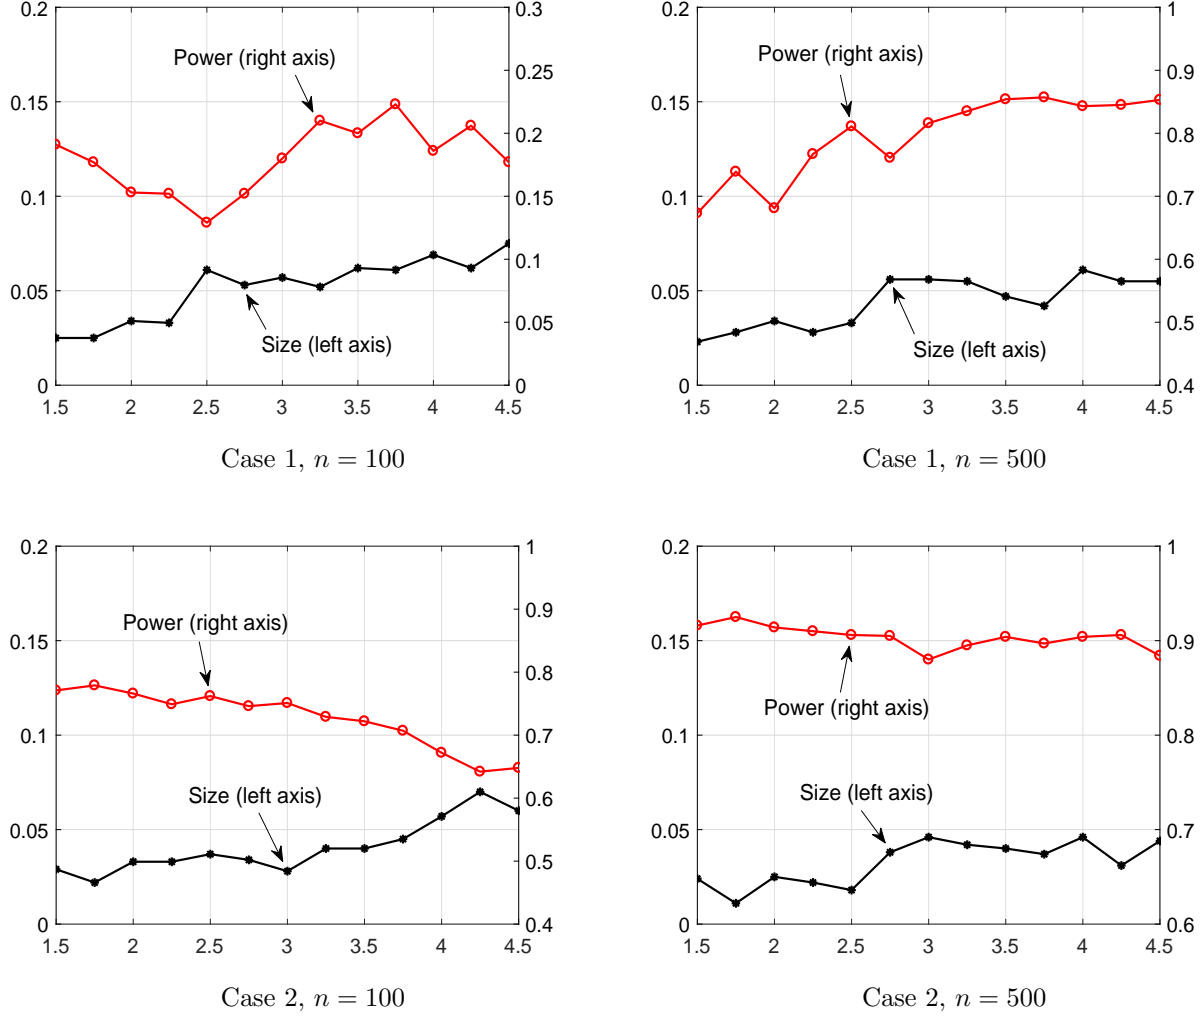 0.2
0.15
0.1
0.05
0
0.3
0.25
0.2
0.15
0.1
0.05
0
Power (right axis)
Size (left axis)
1.5 2 2.5 3 3.5 4 4.5
Case 1, n = 100
0.2
0.15
0.1
0.05
0
1
0.9
0.8
0.7
0.6
0.5
0.4
Power (right axis)
Size (left axis)
1.5 2 2.5 3 3.5 4 4.5
Case 1, n = 500
0.2
0.15
0.1
0.05
0
1
0.9
0.8
0.7
0.6
0.5
0.4
Power (right axis)
Size (left axis)
1.5 2 2.5 3 3.5 4 4.5
Case 2, n = 100
0.2
0.15
0.1
0.05
0
1
0.9
0.8
0.7
0.6
Power (right axis)
Size (left axis)
1.5 2 2.5 3 3.5 4 4.5
Case 2, n = 500